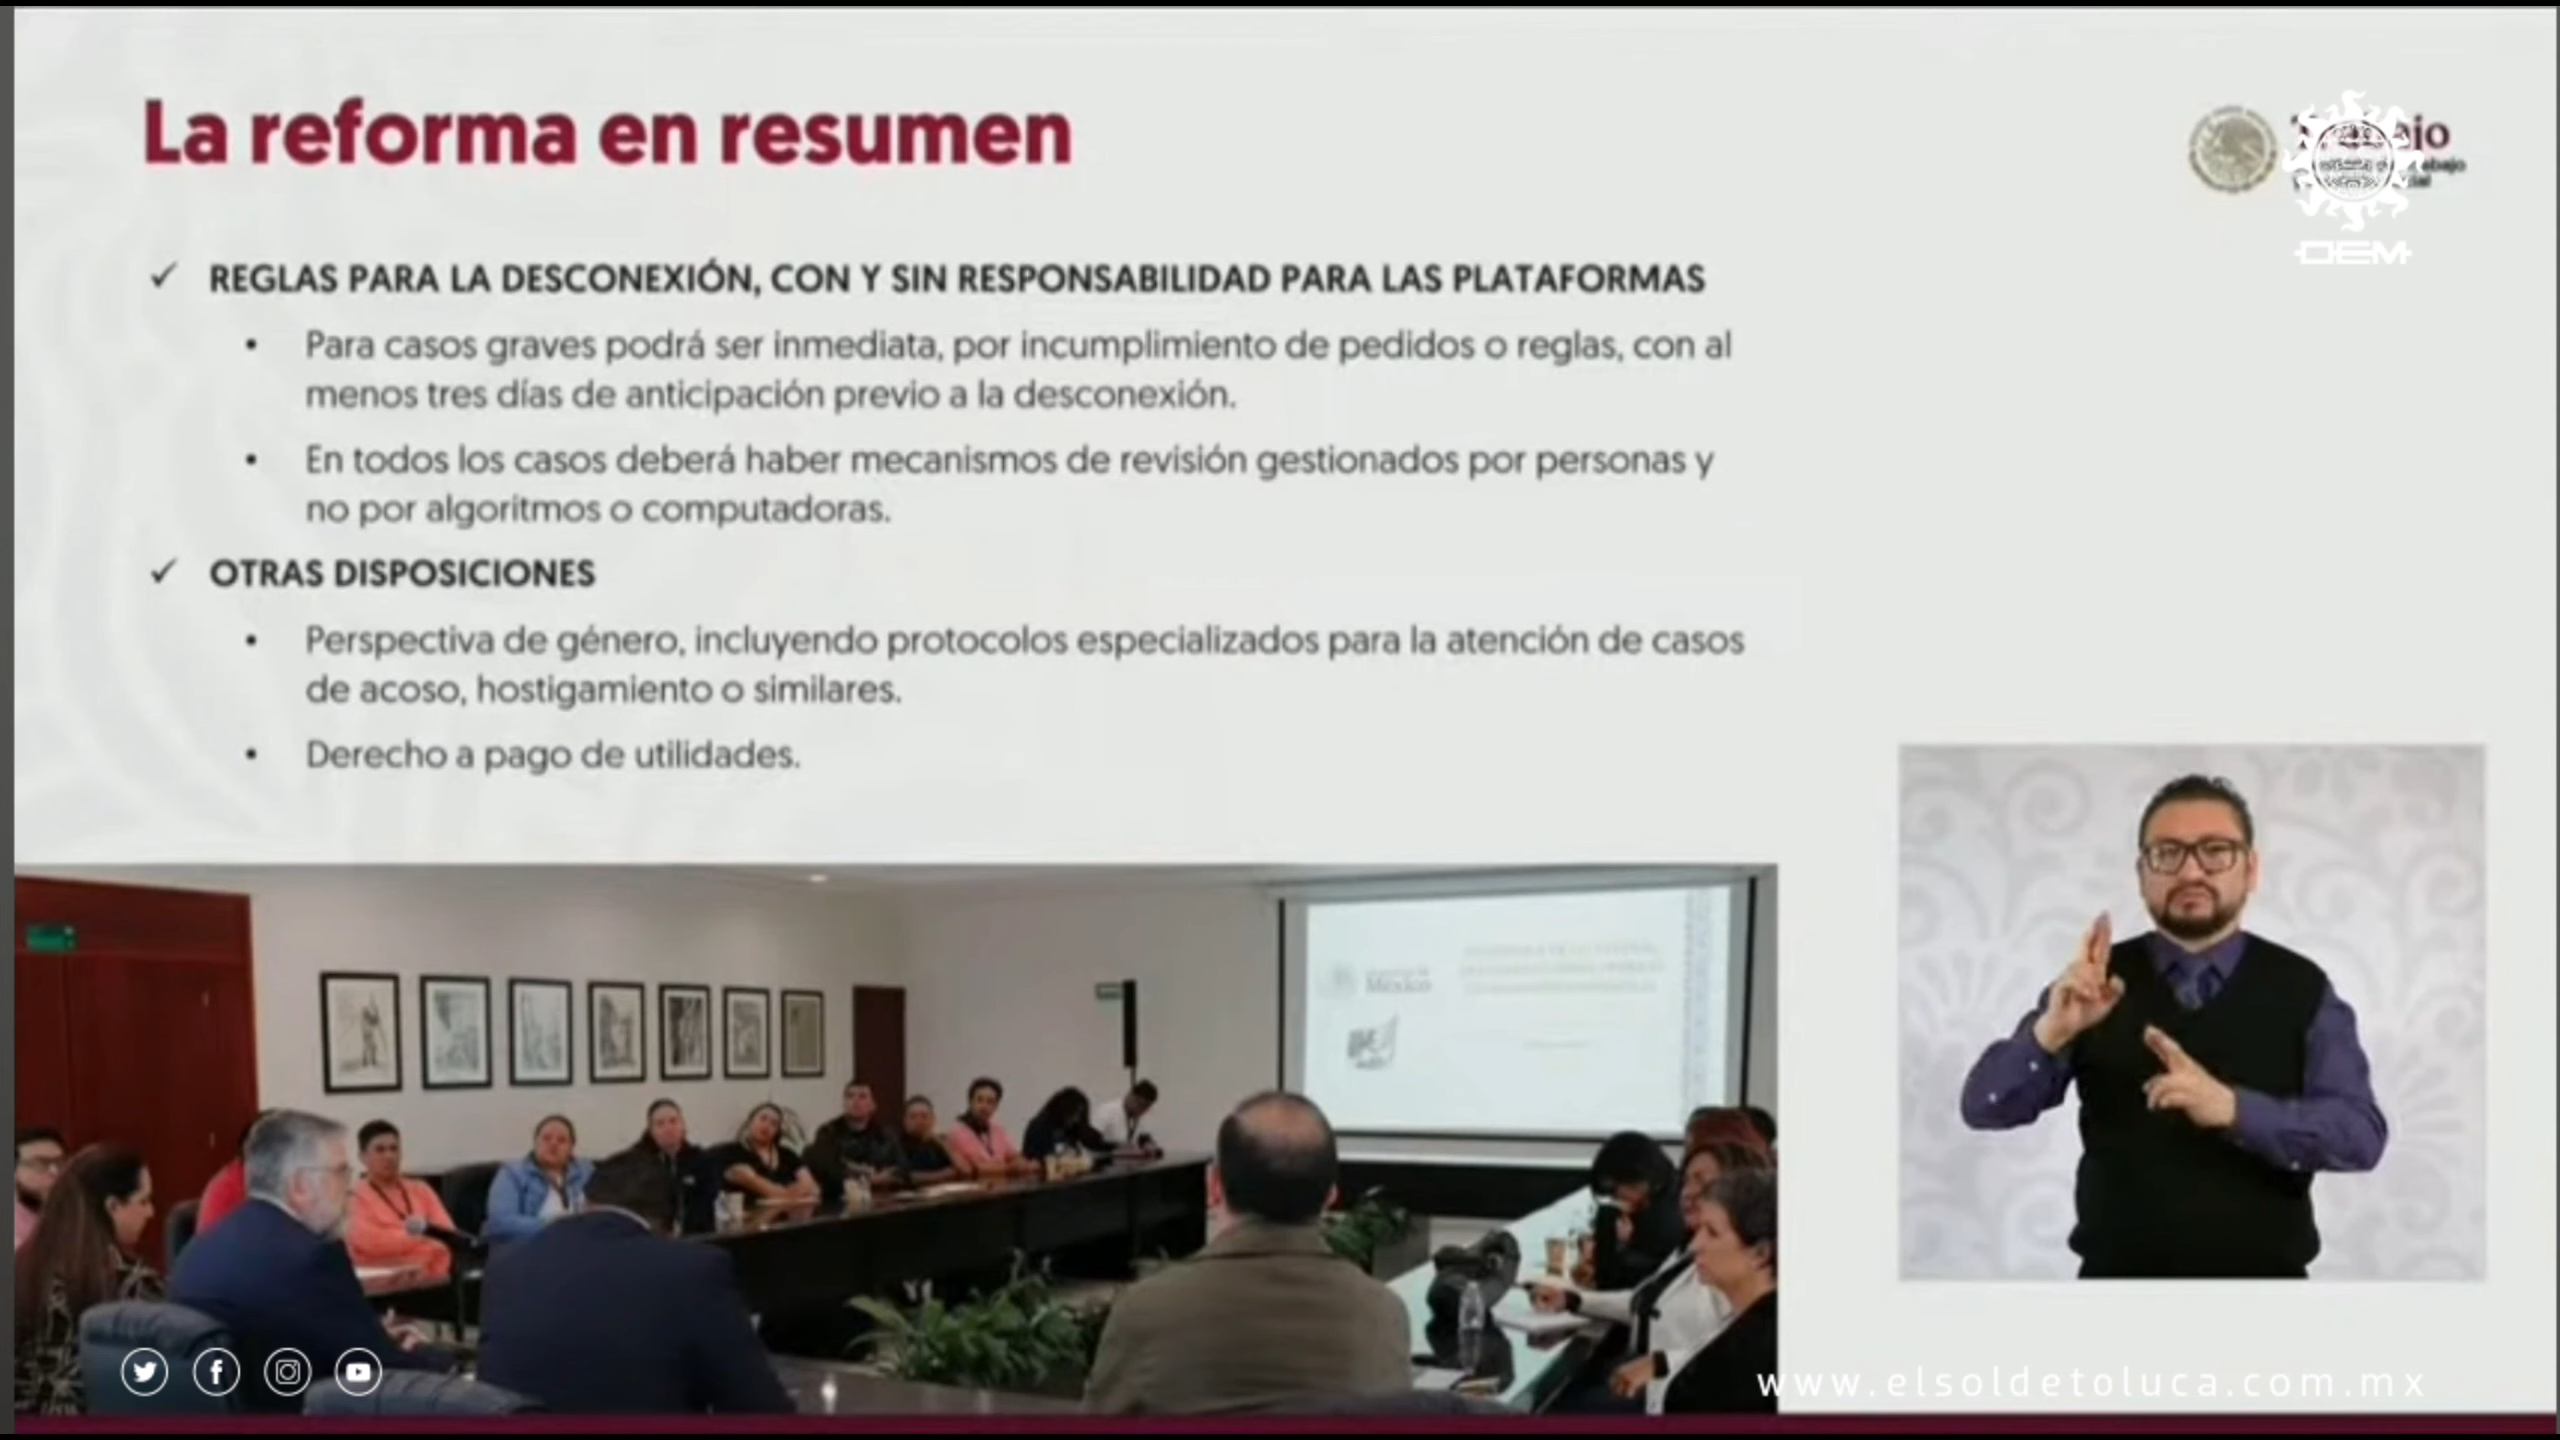 La reforma en resumen
REGLAS PARA LA DESCONEXIÓN, CON Y SIN RESPONSABILIDAD PARA LAS PLATAFORMAS
Para casos graves podrá ser inmediata, por incumplimiento de pedidos o reglas, con al
menos tres días de anticipación previo a la desconexión.
En todos los casos deberá haber mecanismos de revisión gestionados por personas y
no por algoritmos o computadoras.
OTRAS DISPOSICIONES
Perspectiva de género, incluyendo protocolos especializados para la atención de casos
de acoso, hostigamiento o similares.
Derecho a pago de utilidades.
OEM
México
www.elsoldetoluca.com.mx